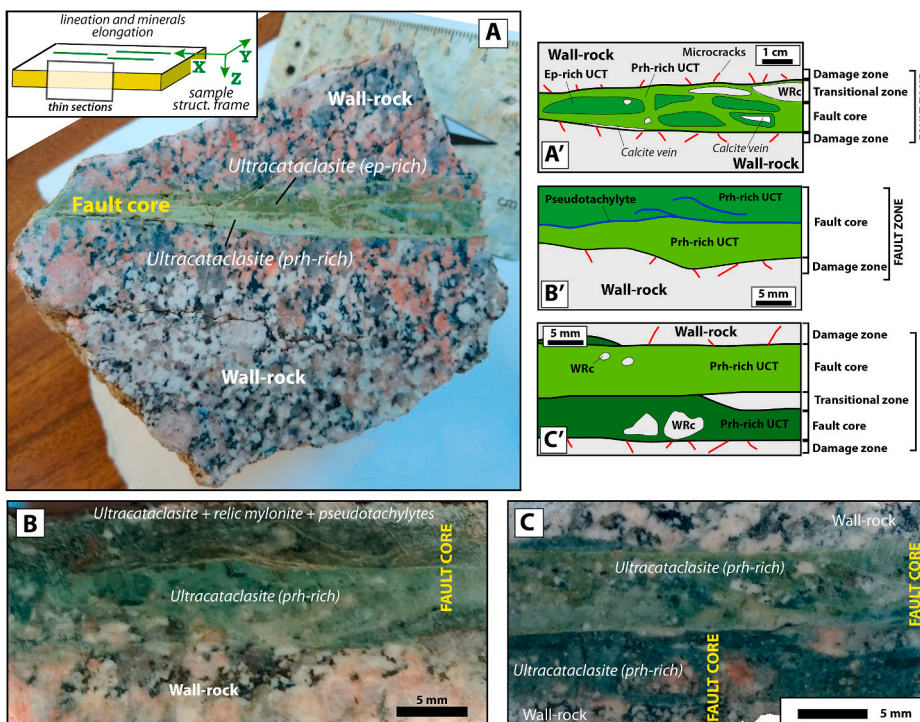 lineation and minerals
elongation
X
Y
Z
sample
struct. frame
thin sections
A
Wall-rock
Ultracataclasite (ep-rich)
Fault core
Ultracataclasite (prh-rich)
Wall-rock
cm
Wall-rock
Microcracks
1 cm
Ep-rich UCT
Prh-rich UCT
WRc
Calcite vein
Calcite vein
A’
Wall-rock
Damage zone
Transitional zone
Fault core
Damage zone
Pseudotachylyte
Prh-rich UCT
Prh-rich UCT
B’
Wall-rock
5 mm
Fault core
Damage zone
FAULT ZONE
5 mm
Wall-rock
WRc
Prh-rich UCT
WRc
Prh-rich UCT
C’
Damage zone
Fault core
Transitional zone
Fault core
Damage zone
B
Ultracataclasite + relic mylonite + pseudotachylytes
Ultracataclasite (prh-rich)
FAULT CORE
Wall-rock
5 mm
C
Wall-rock
Ultracataclasite (prh-rich)
FAULT CORE
Ultracataclasite (prh-rich)
FAULT CORE
Wall-rock
5 mm